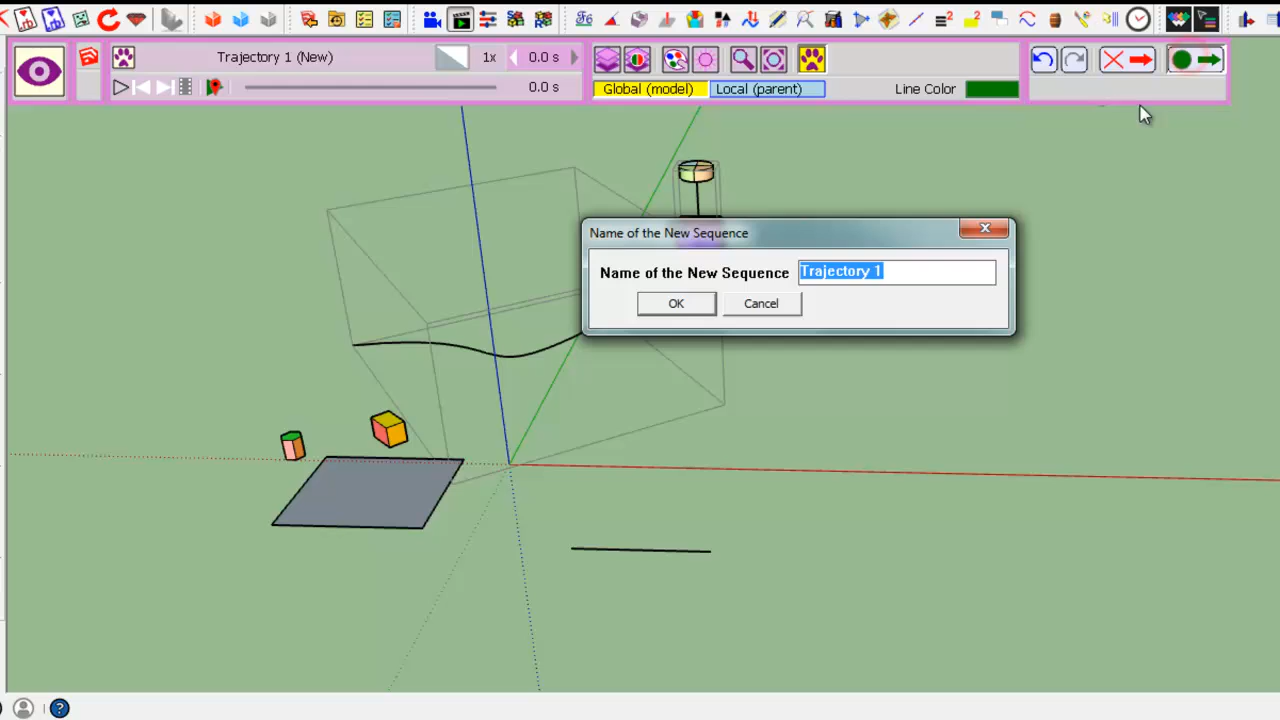 Trajectory 1 (New)
1x
0.0 s
0.0 s
Global (model)
Local (parent)
Line Color
Name of the New Sequence
Name of the New Sequence
Trajectory 1
OK
Cancel